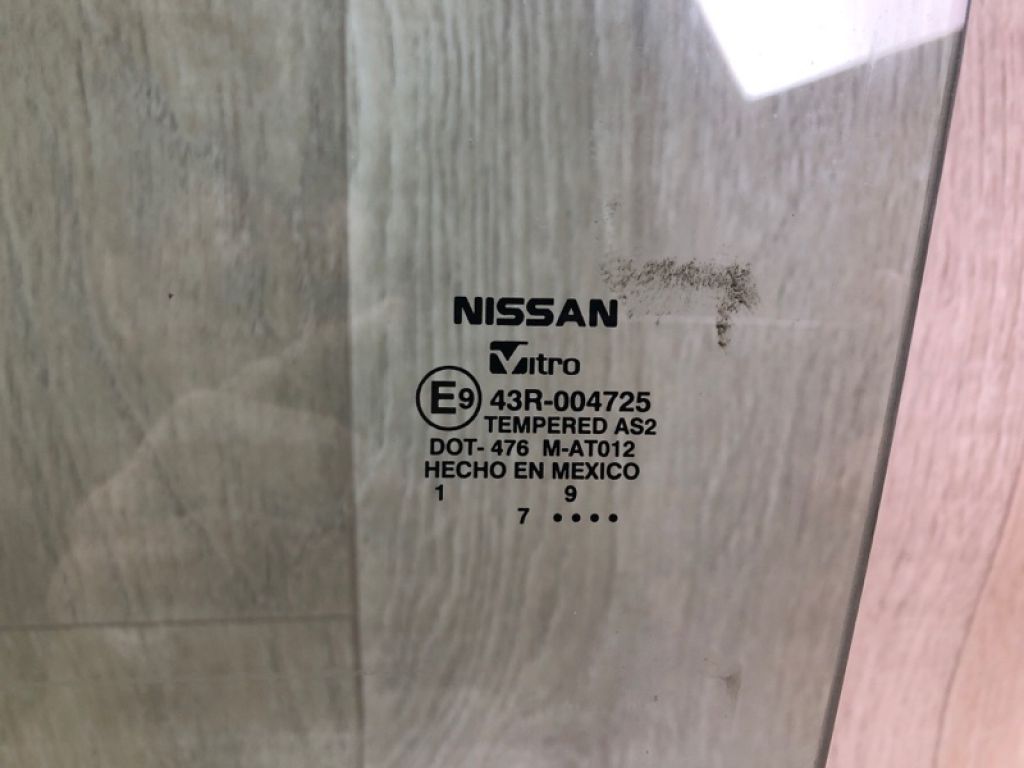 NISSAN
Vitro
E9 43R-004725
TEMPERED AS2
DOT- 476 M-AT012
HECHO EN MEXICO
1 9
7 ••••